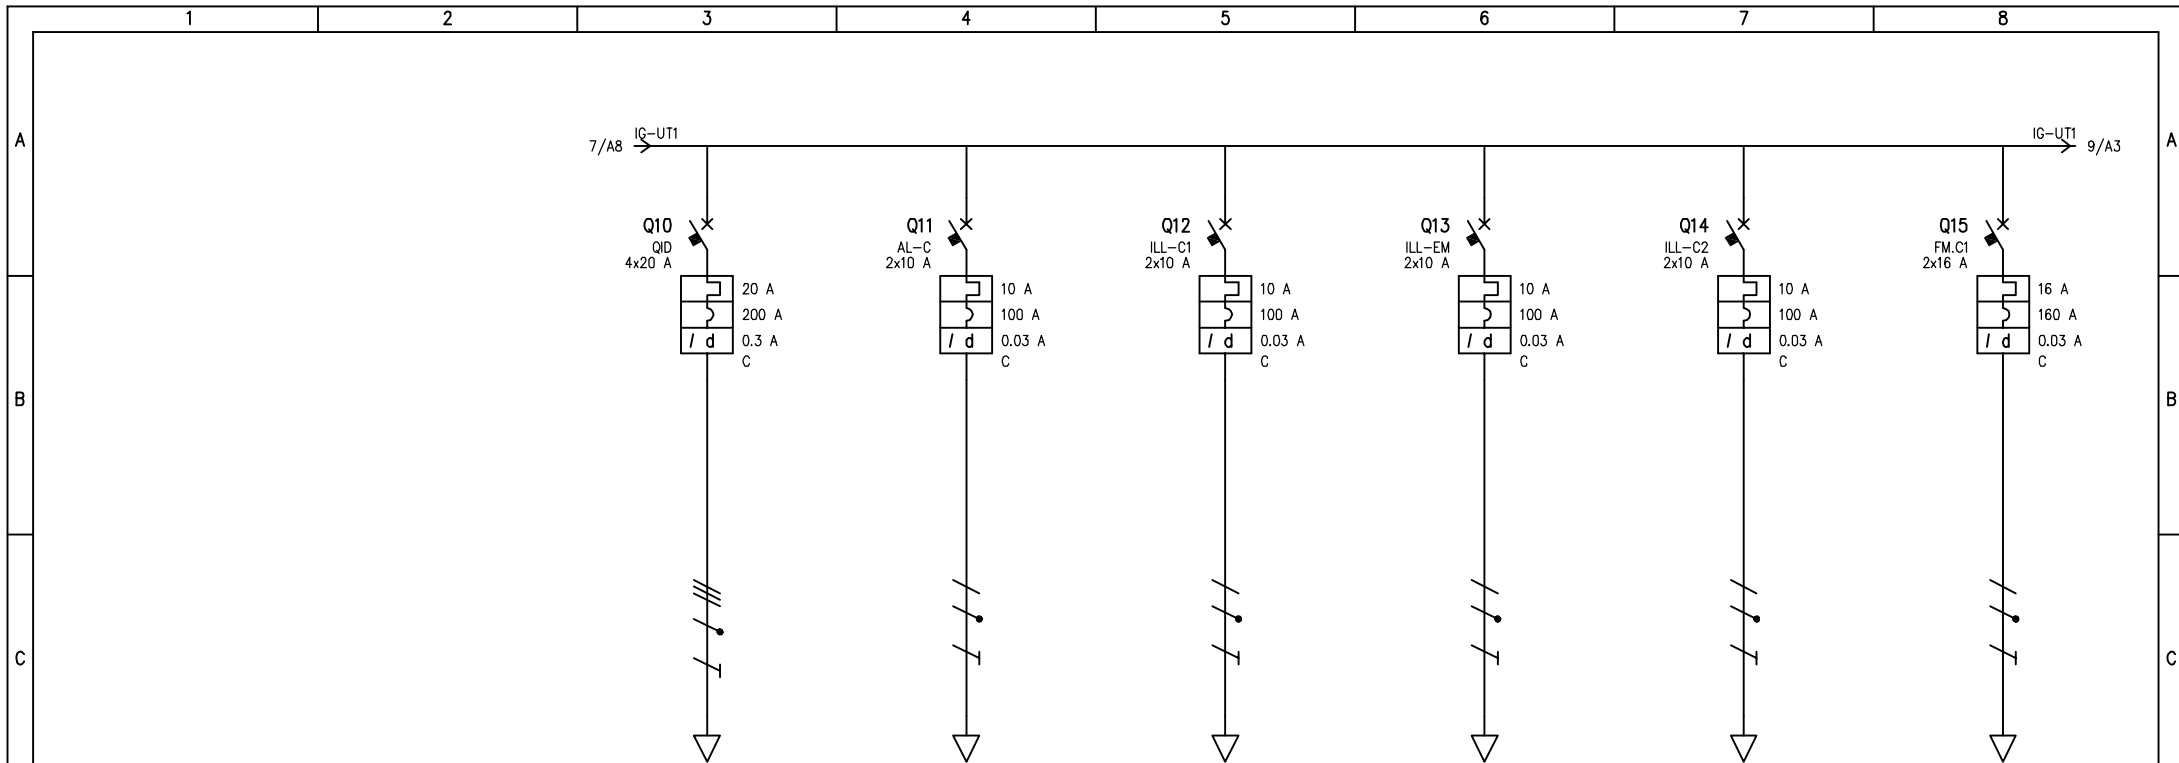 1 2 3 4 5 6 7 8
A A
IG-UT1 IG-UT1
7/A8 9/A3
Q10 Q11 Q12 Q13 Q14 Q15
QID AL-C ILL-C1 ILL-EM ILL-C2 FM.C1
4x20 A 2x10 A 2x10 A 2x10 A 2x10 A 2x16 A
20 A 10 A 10 A 10 A 10 A 16 A
200 A 100 A 100 A 100 A 100 A 160 A
I d 0.3 A I d 0.03 A I d 0.03 A I d 0.03 A I d 0.03 A I d 0.03 A
C C C C C C
B B
C C